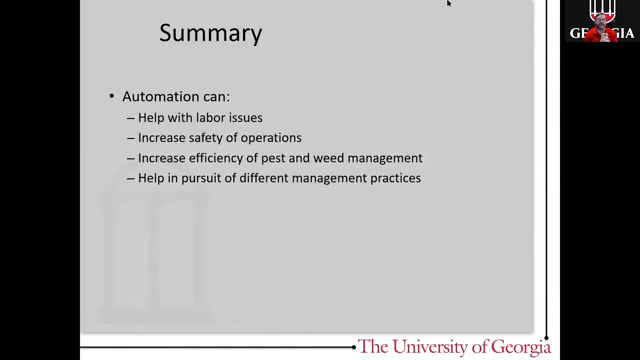 Summary
GEORGIA
• Automation can:
– Help with labor issues
– Increase safety of operations
– Increase efficiency of pest and weed management
– Help in pursuit of different management practices
The University of Georgia